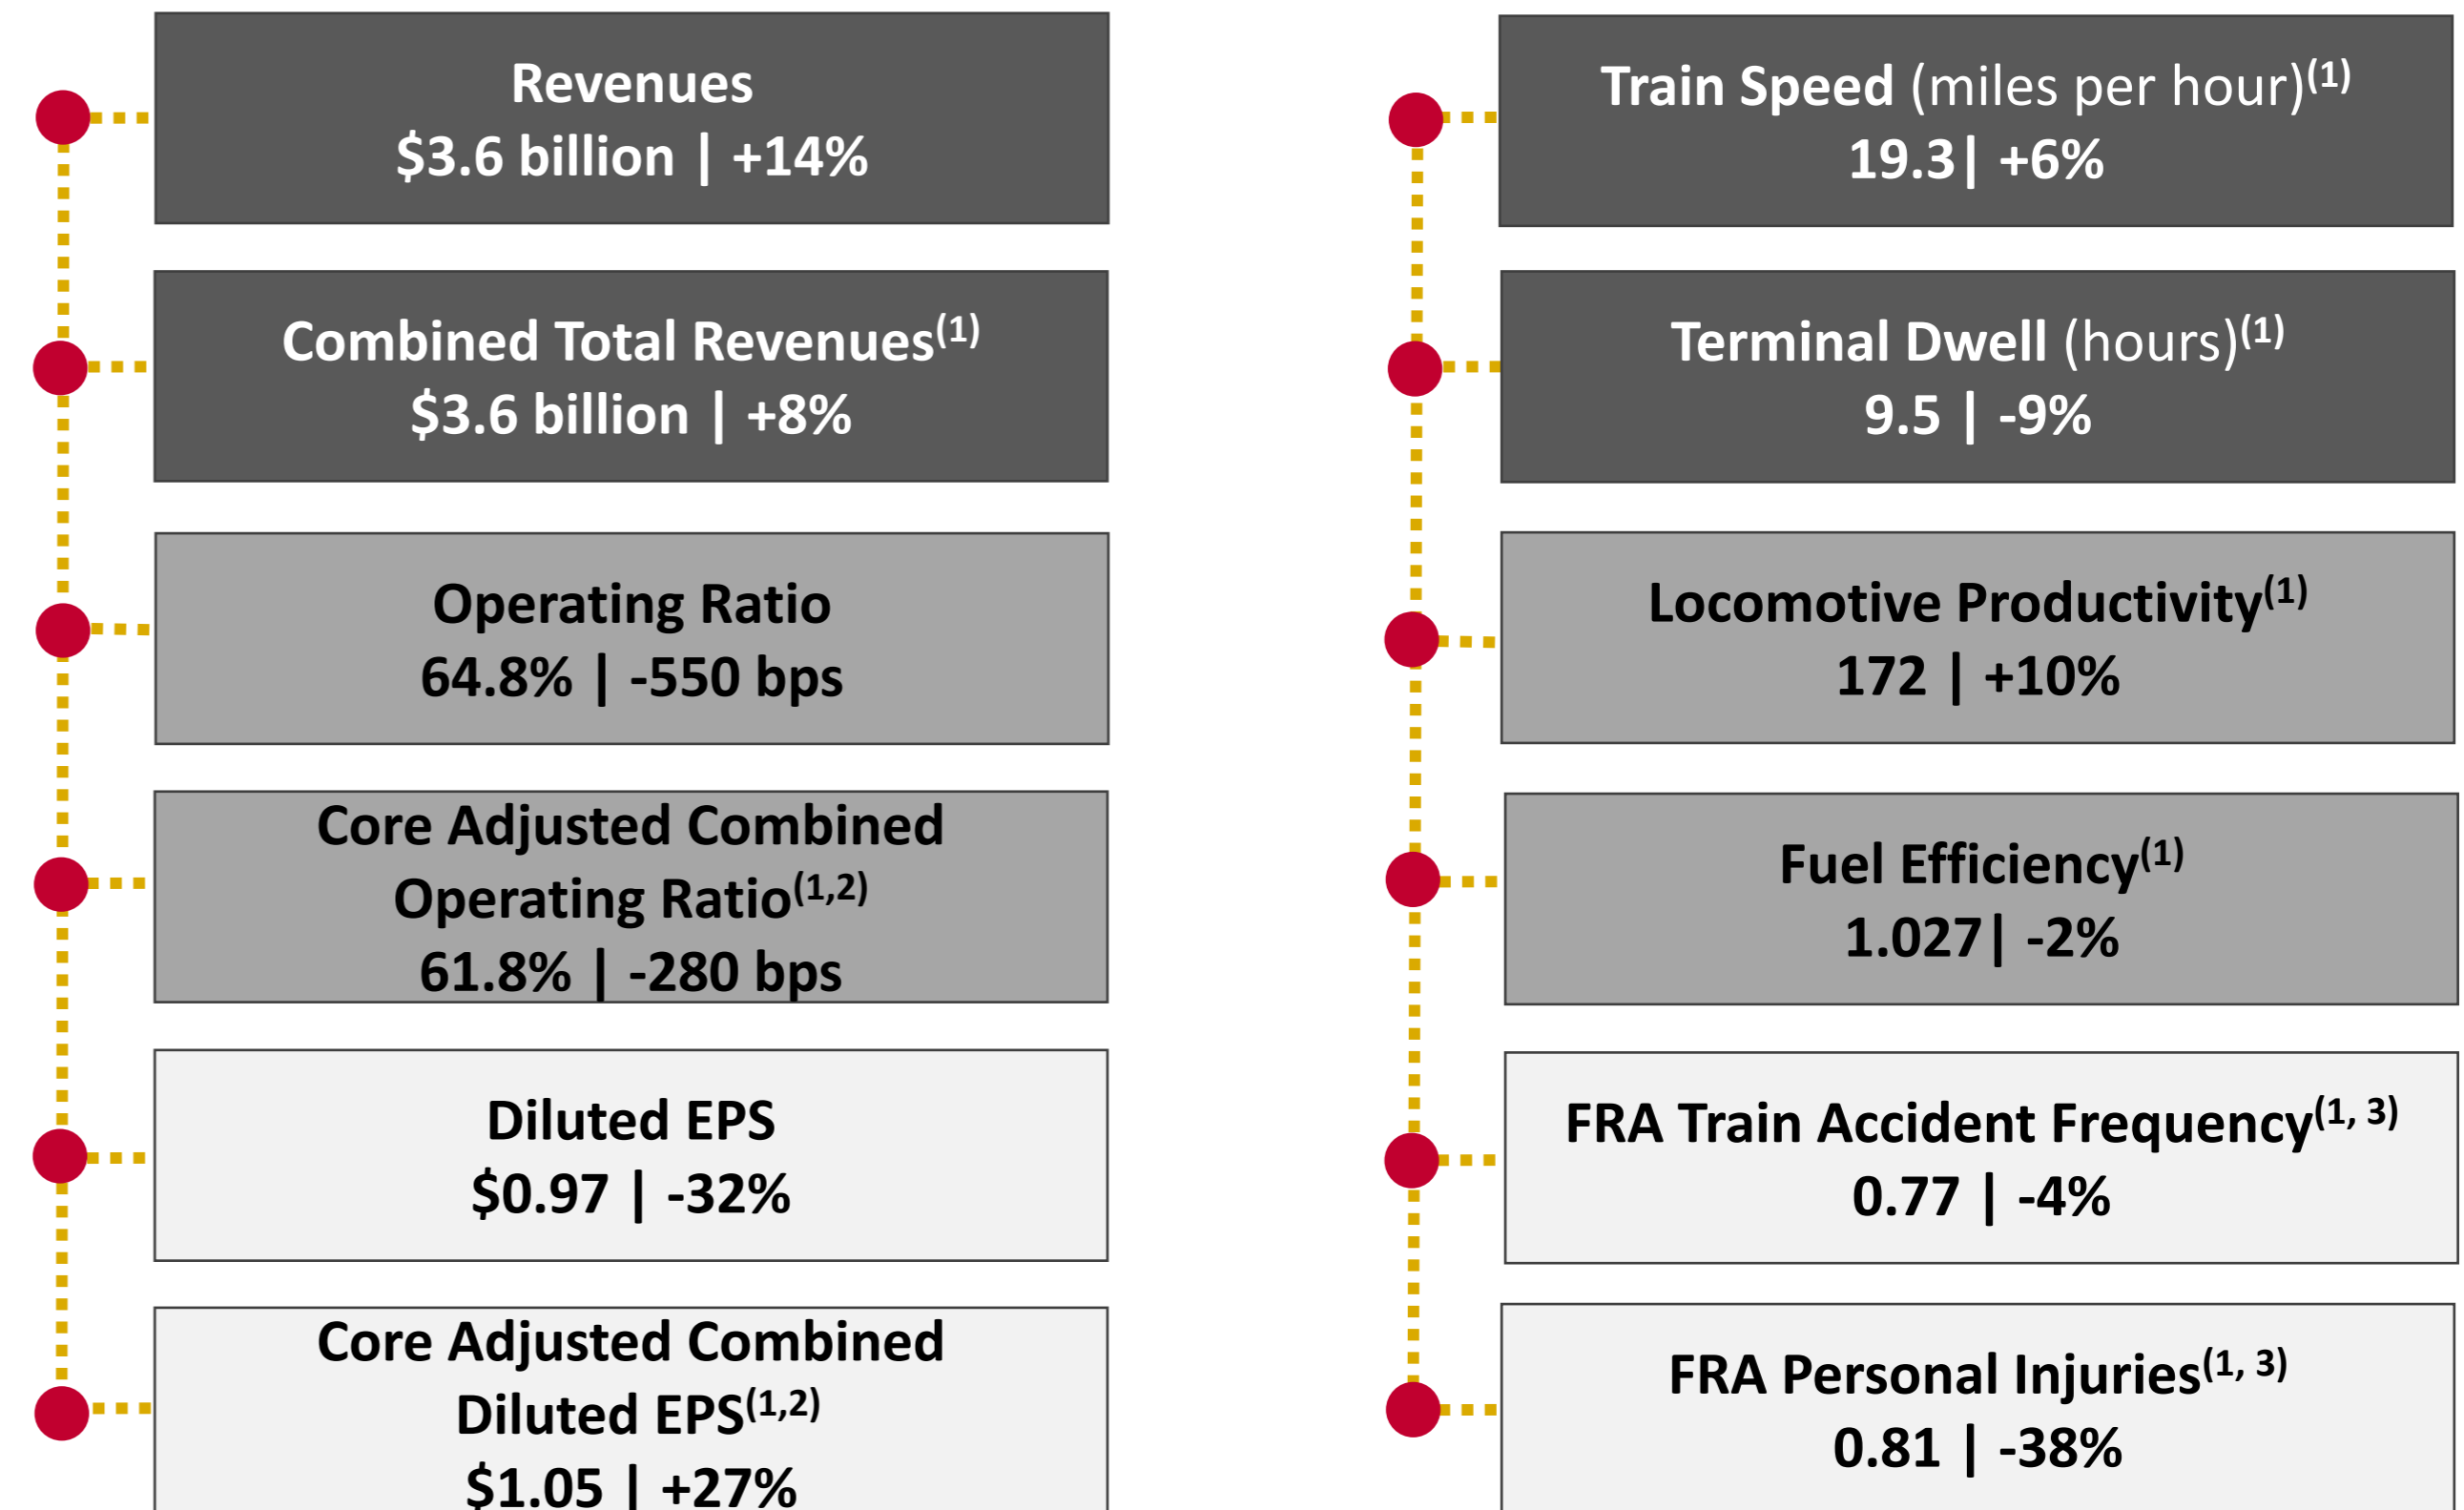 Revenues
$3.6 billion | +14%
Combined Total Revenues(1)
$3.6 billion | +8%
Operating Ratio
64.8% | -550 bps
Core Adjusted Combined
Operating Ratio(1,2)
61.8% | -280 bps
Diluted EPS
$0.97 | -32%
Core Adjusted Combined
Diluted EPS(1,2)
$1.05 | +27%
Train Speed (miles per hour)(1)
19.3| +6%
Terminal Dwell (hours)(1)
9.5 | -9%
Locomotive Productivity(1)
172 | +10%
Fuel Efficiency(1)
1.027| -2%
FRA Train Accident Frequency(1, 3)
0.77 | -4%
FRA Personal Injuries(1, 3)
0.81 | -38%